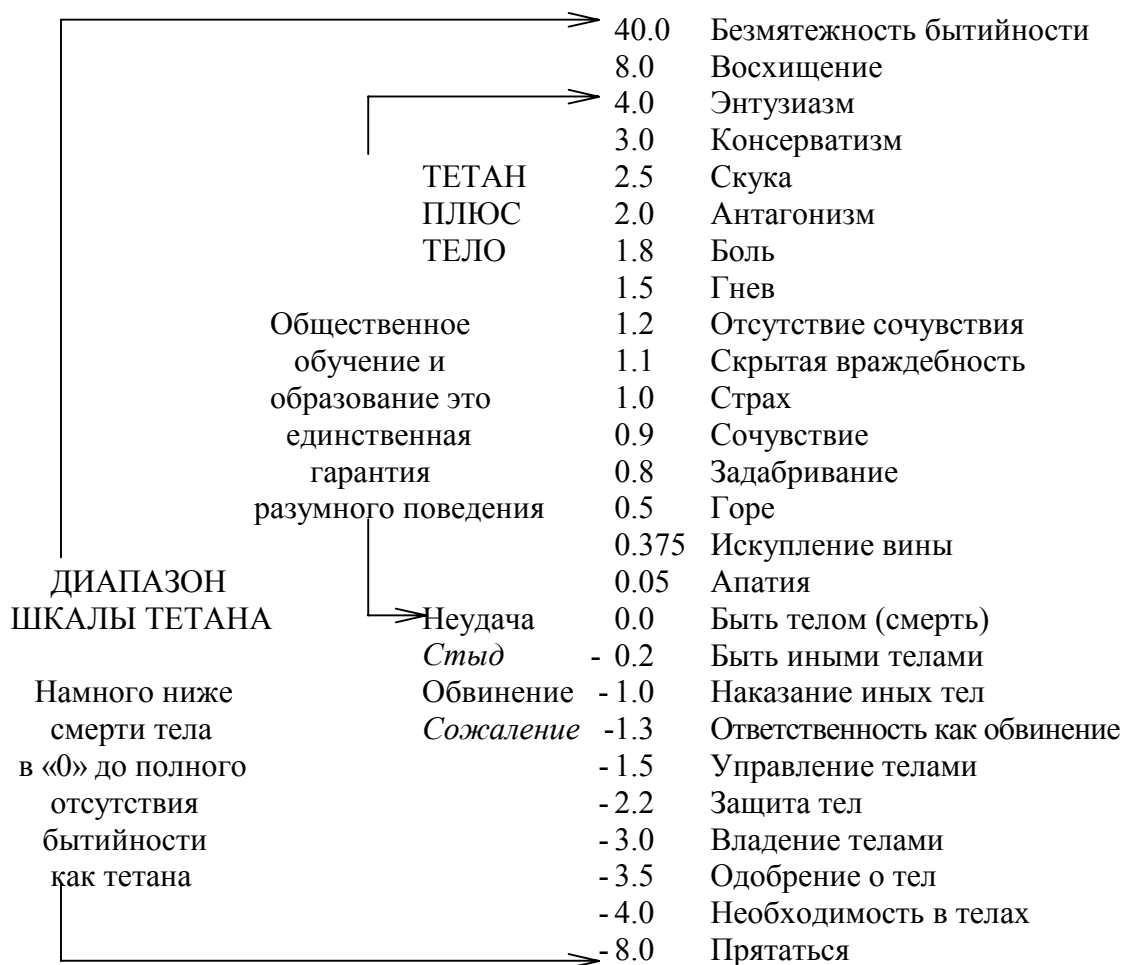 40.0 Безмятежность бытийности
8.0 Восхищение
4.0 Энтузиазм
3.0 Консерватизм
ТЕТАН 2.5 Скука
ПЛЮС 2.0 Антагонизм
ТЕЛО 1.8 Боль
1.5 Гнев
Общественное 1.2 Отсутствие сочувствия
обучение и 1.1 Скрытая враждебность
образование это 1.0 Страх
единственная 0.9 Сочувствие
гарантия 0.8 Задабривание
разумного поведения 0.5 Горе
0.375 Искупление вины
ДИАПАЗОН 0.05 Апатия
ШКАЛЫ ТЕТАНА Неудача 0.0 Быть телом (смерть)
Стыд - 0.2 Быть иными телами
Намного ниже Обвинение - 1.0 Наказание иных тел
смерти тела Сожаление -1.3 Ответственность как обвинение
в «0» до полного - 1.5 Управление телами
отсутствия - 2.2 Защита тел
бытийности - 3.0 Владение телами
как тетана - 3.5 Одобрение о тел
- 4.0 Необходимость в телах
- 8.0 Прятаться